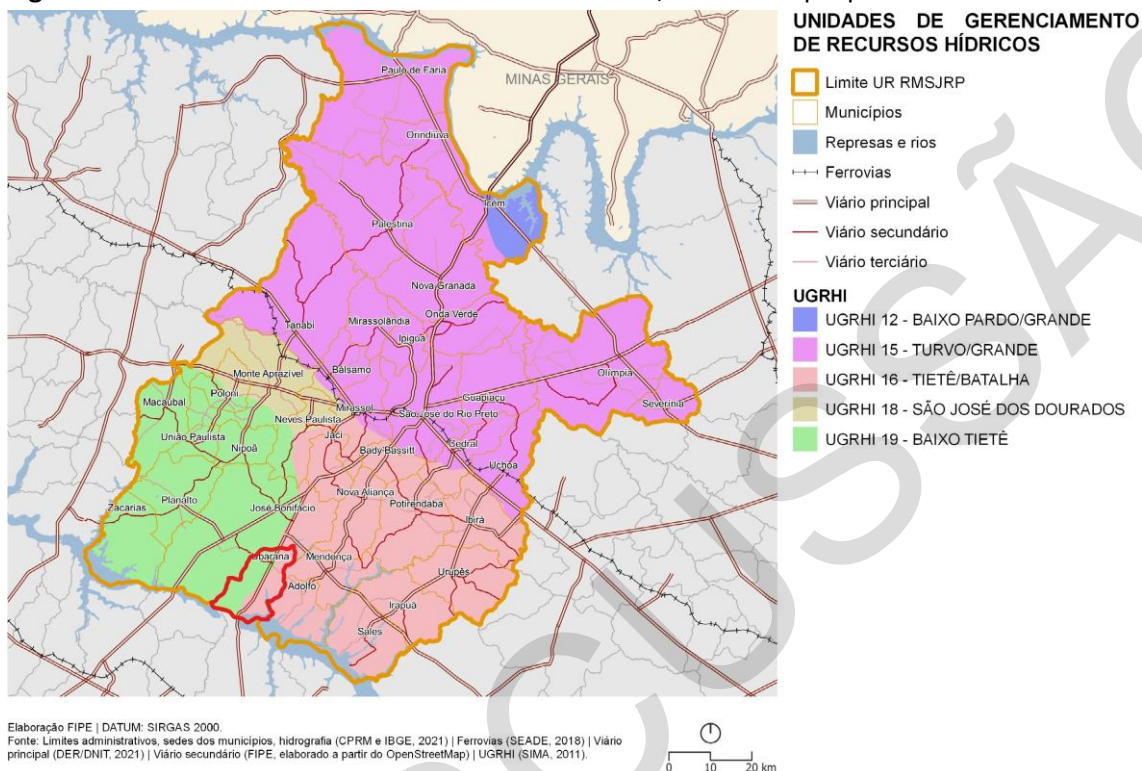 UNIDADES DE GERENCIAMENTO
DE RECURSOS HÍDRICOS
Limite UR RMSJRP
Municípios
Represas e rios
Ferrovias
Viário principal
Viário secundário
Viário terciário
UGRHI
UGRHI 12 - BAIXO PARDO/GRANDE
UGRHI 15 - TURVO/GRANDE
UGRHI 16 - TIETÊ/BATALHA
UGRHI 18 - SÃO JOSÉ DOS DOURADOS
UGRHI 19 - BAIXO TIETÊ
Paulo de Faria
MINAS GERAIS
Orindiúva
Icém
Palestina
Nova Granada
Onda Verde
Mirassolândia
Tanabi
Ipiguá
Bálsamo
Monte Aprazível
Olímpia
Poloni
Guapiaçu
Macaubal
Severínia
Mirassol
São José do Rio Preto
Neves Paulista
União Paulista
Jaci
Cedral
Nipoã
Bady Bassitt
Uchôa
Nova Aliança
Planalto
Potirendaba
Zacarias
José Bonifácio
Ibirá
Ubarana
Mendonça
Urupês
Adolfo
Irapuã
Sales
Elaboração FIPE | DATUM: SIRGAS 2000.
Fonte: Limites administrativos, sedes dos municípios, hidrografia (CPRM e IBGE, 2021) | Ferrovias (SEADE, 2018) | Viário
principal (DER/DNIT, 2021) | Viário secundário (FIPE, elaborado a partir do OpenStreetMap) | UGRHI (SIMA, 2011).
0 10 20 km
CUSSÃO